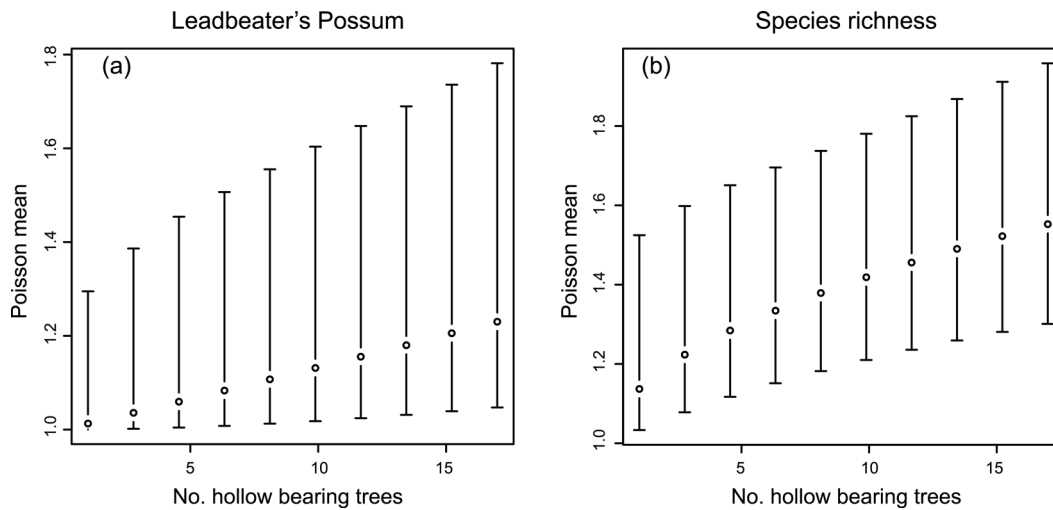 Leadbeater's Possum
(a)
1.8
1.6
1.4
1.2
1.0
Poisson mean
5
10
15
No. hollow bearing trees
Species richness
(b)
1.8
1.6
1.4
1.2
1.0
Poisson mean
5
10
15
No. hollow bearing trees